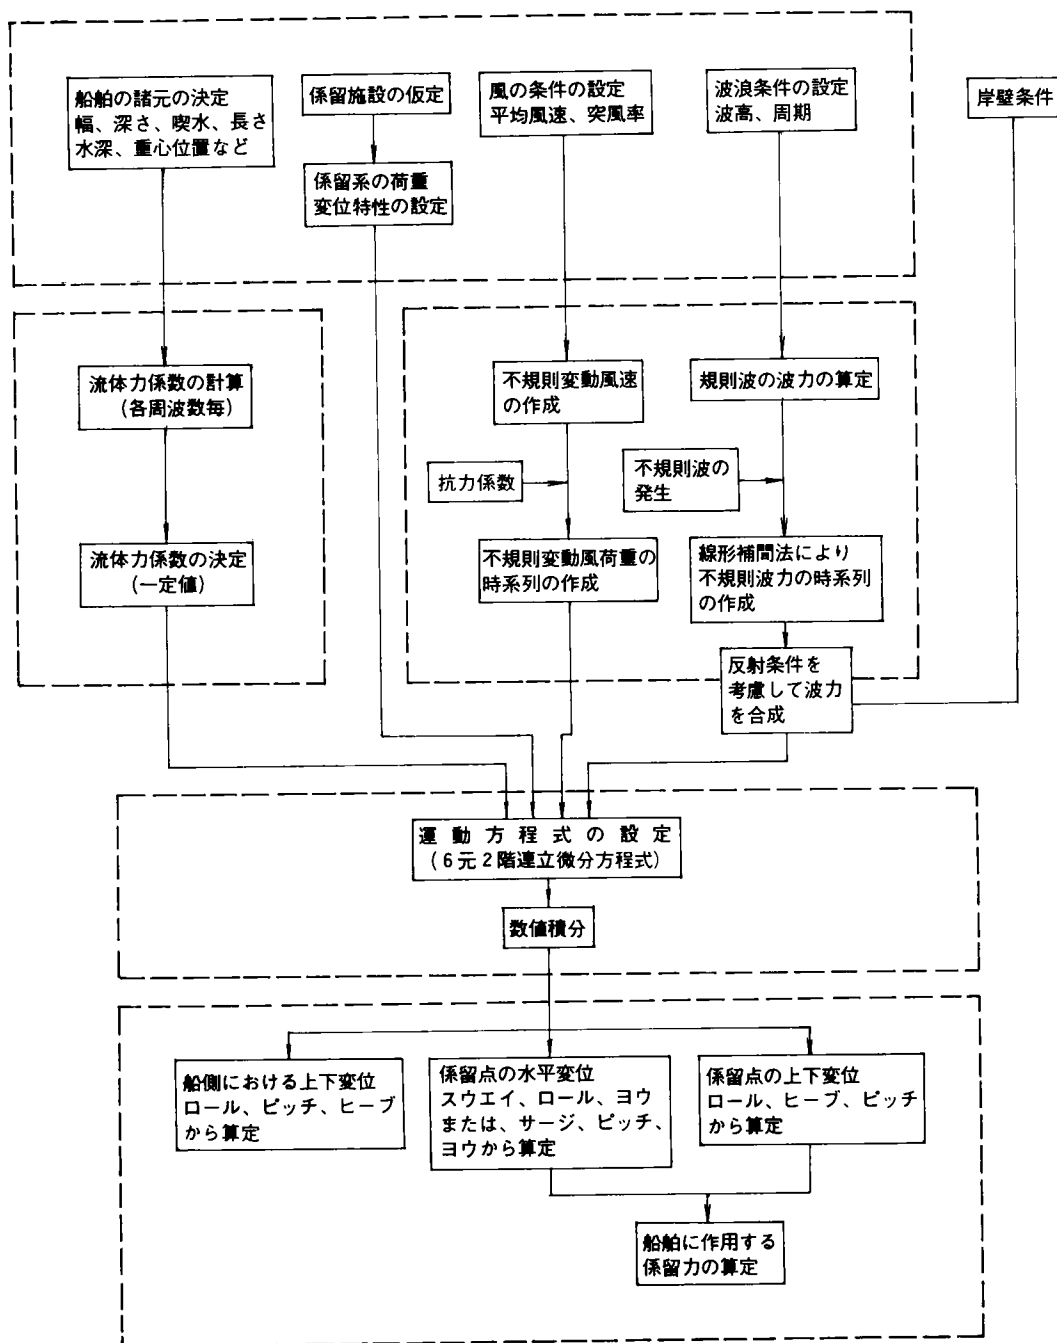 船舶の諸元の決定
幅、深さ、喫水、長さ
水深、重心位置など
係留施設の仮定
係留系の荷重
変位特性の設定
風の条件の設定
平均風速、突風率
波浪条件の設定
波高、周期
岸壁条件
流体力係数の計算
(各周波数毎)
流体力係数の決定
(一定値)
不規則変動風速
の作成
抗力係数
不規則変動風荷重の
時系列の作成
規則波の波力の算定
不規則波の
発生
線形補間法により
不規則波力の時系列
の作成
反射条件を
考慮して波力
を合成
運動方程式の設定
(6元2階連立微分方程式)
数値積分
船側における上下変位
ロール、ピッチ、ヒーブ
から算定
係留点の水平変位
スウエイ、ロール、ヨウ
または、サージ、ピッチ、
ヨウから算定
係留点の上下変位
ロール、ヒーブ、ピッチ
から算定
船舶に作用する
係留力の算定